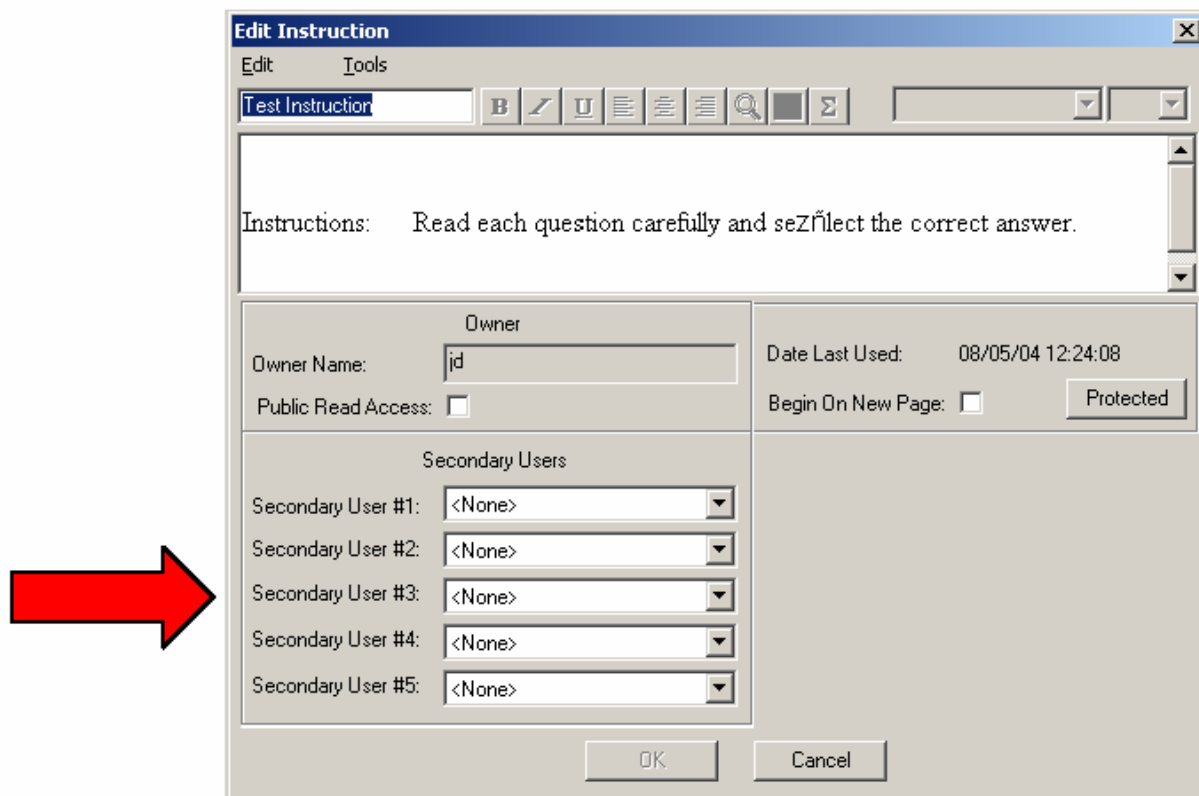 Edit Instruction
Edit Tools
Test Instruction B I U Σ
Instructions: Read each question carefully and sezñlect the correct answer.
Owner
Owner Name: jd
Public Read Access:
Date Last Used: 08/05/04 12:24:08
Begin On New Page: Protected
Secondary Users
Secondary User #1: <None>
Secondary User #2: <None>
Secondary User #3: <None>
Secondary User #4: <None>
Secondary User #5: <None>
OK Cancel